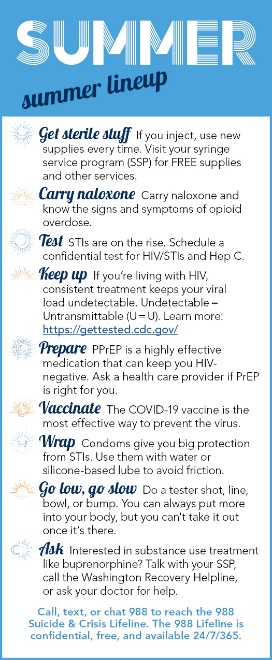 SUMMER
summer lineup
Get sterile stuff If you inject, use new
supplies every time. Visit your syringe
service program (SSP) for FREE supplies
and other services.
Carry naloxone Carry naloxone and
know the signs and symptoms of opioid
overdose.
Test STIs are on the rise. Schedule a
confidential test for HIV/STIs and Hep C.
Keep up If you're living with HIV,
consistent treatment keeps your viral
load undetectable. Undetectable –
Untransmittable (U = U). Learn more:
https://gettested.cdc.gov/
Prepare PPrEP is a highly effective
medication that can keep you HIV-
negative. Ask a health care provider if PrEP
is right for you.
Vaccinate The COVID-19 vaccine is the
most effective way to prevent the virus.
Wrap Condoms give you big protection
from STIs. Use them with water or
silicone-based lube to avoid friction.
Go low, go slow Do a tester shot, line,
bowl, or bump. You can always put more
into your body, but you can't take it out
once it's there.
Ask Interested in substance use treatment
like buprenorphine? Talk with your SSP,
call the Washington Recovery Helpline,
or ask your doctor for help.
Call, text, or chat 988 to reach the 988
Suicide & Crisis Lifeline. The 988 Lifeline is
confidential, free, and available 24/7/365.